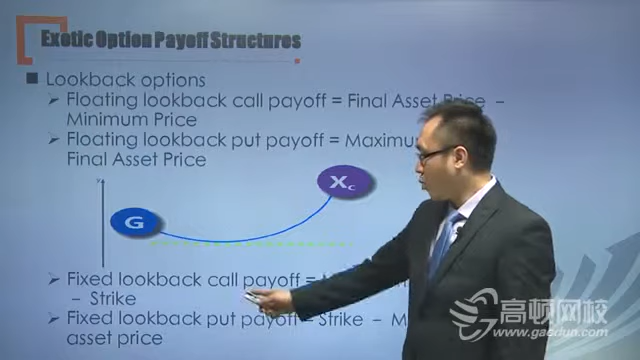 Exotic Option Payoff Structures
Lookback options
Floating lookback call payoff = Final Asset Price –
Minimum Price
Floating lookback put payoff =
Final Asset Price
G
Xc
Fixed lookback call payoff =
– Strike
Fixed lookback put payoff = Strike –
asset price
高顿网校
www.gaodun.com